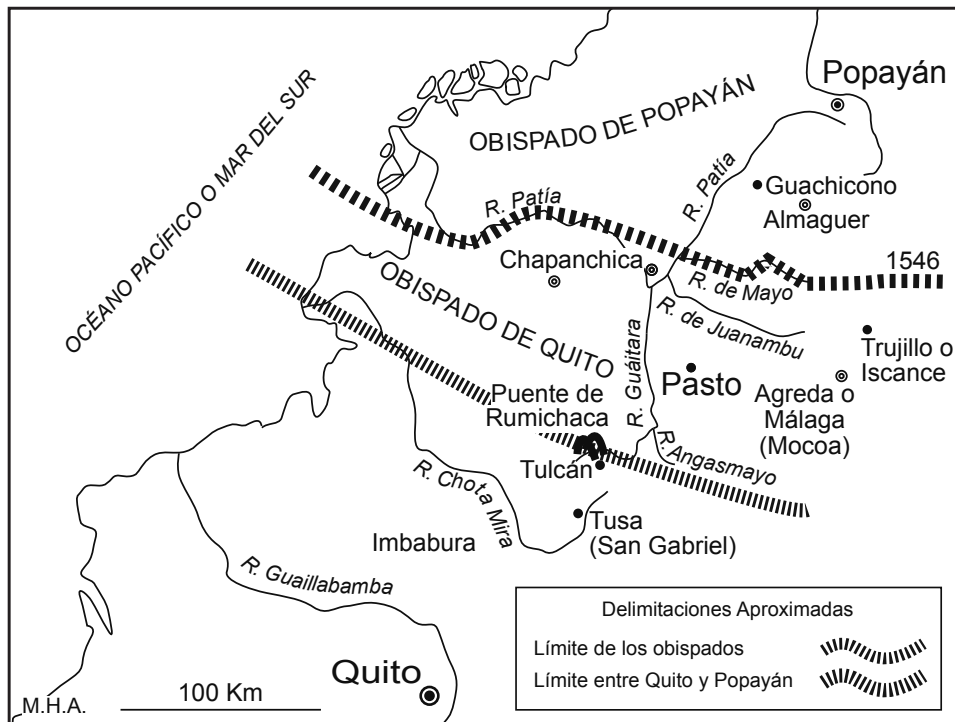 Popayán
OBISPADO DE POPAYÁN
OCÉANO PACÍFICO O MAR DEL SUR
R. Patía
R. Patía
Guachicono
Almaguer
1546
Chapanchica
R. de Mayo
OBISPADO DE QUITO
R. de Juanambu
R. Guáitara
Trujillo o
Iscance
Pasto
Agreda o
Málaga
(Mocoa)
Puente de
Rumichaca
R. Angasmayo
Tulcán
R. Chota Mira
Tusa
(San Gabriel)
Imbabura
R. Guaillabamba
Quito
M.H.A.
100 Km
Delimitaciones Aproximadas
Límite de los obispados
Límite entre Quito y Popayán